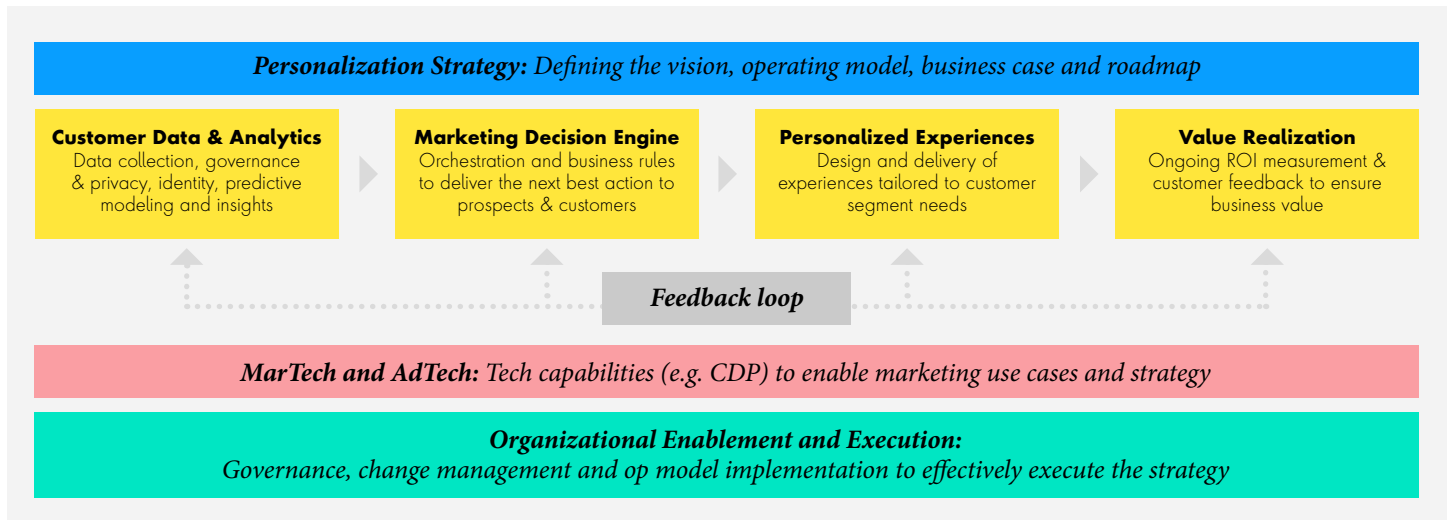 Personalization Strategy: Defining the vision, operating model, business case and roadmap
Customer Data & Analytics
Data collection, governance
& privacy, identity, predictive
modeling and insights
Marketing Decision Engine
Orchestration and business rules
to deliver the next best action to
prospects & customers
Personalized Experiences
Design and delivery of
experiences tailored to customer
segment needs
Value Realization
Ongoing ROI measurement &
customer feedback to ensure
business value
Feedback loop
MarTech and AdTech: Tech capabilities (e.g. CDP) to enable marketing use cases and strategy
Organizational Enablement and Execution:
Governance, change management and op model implementation to effectively execute the strategy